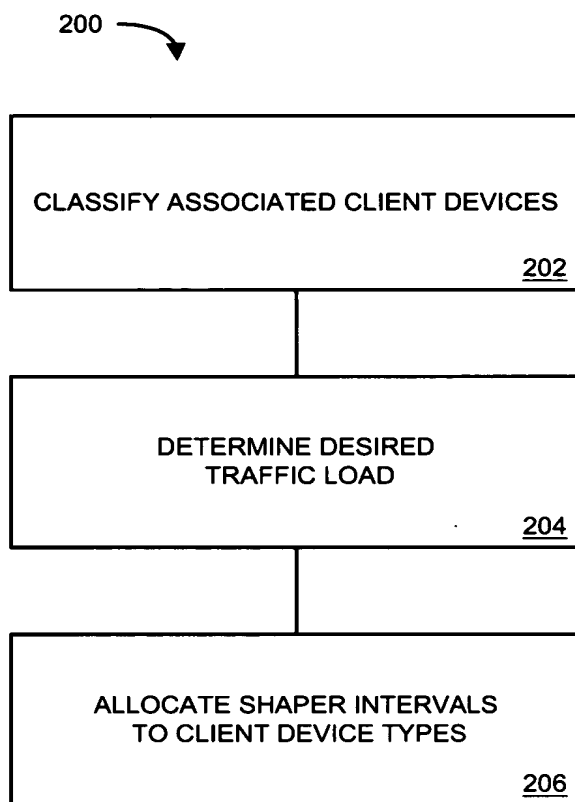 200
CLASSIFY ASSOCIATED CLIENT DEVICES
202
DETERMINE DESIRED
TRAFFIC LOAD
204
ALLOCATE SHAPER INTERVALS
TO CLIENT DEVICE TYPES
206